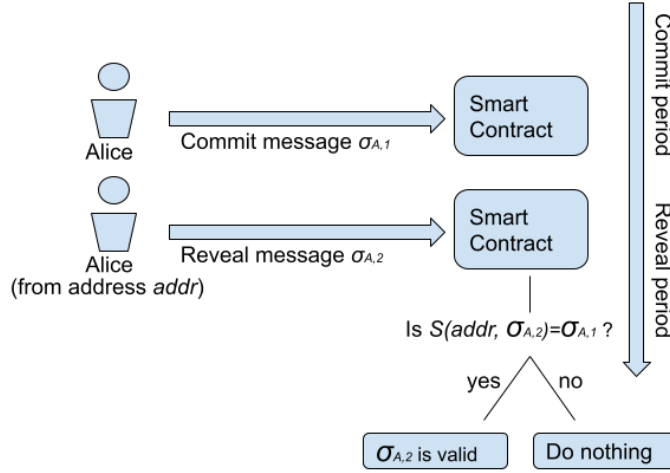 Alice
Commit message σA,1
Smart
Contract
Commit period
Alice
(from address addr)
Reveal message σA,2
Smart
Contract
Reveal period
Is S(addr, σA,2)=σA,1 ?
yes
no
σA,2 is valid
Do nothing